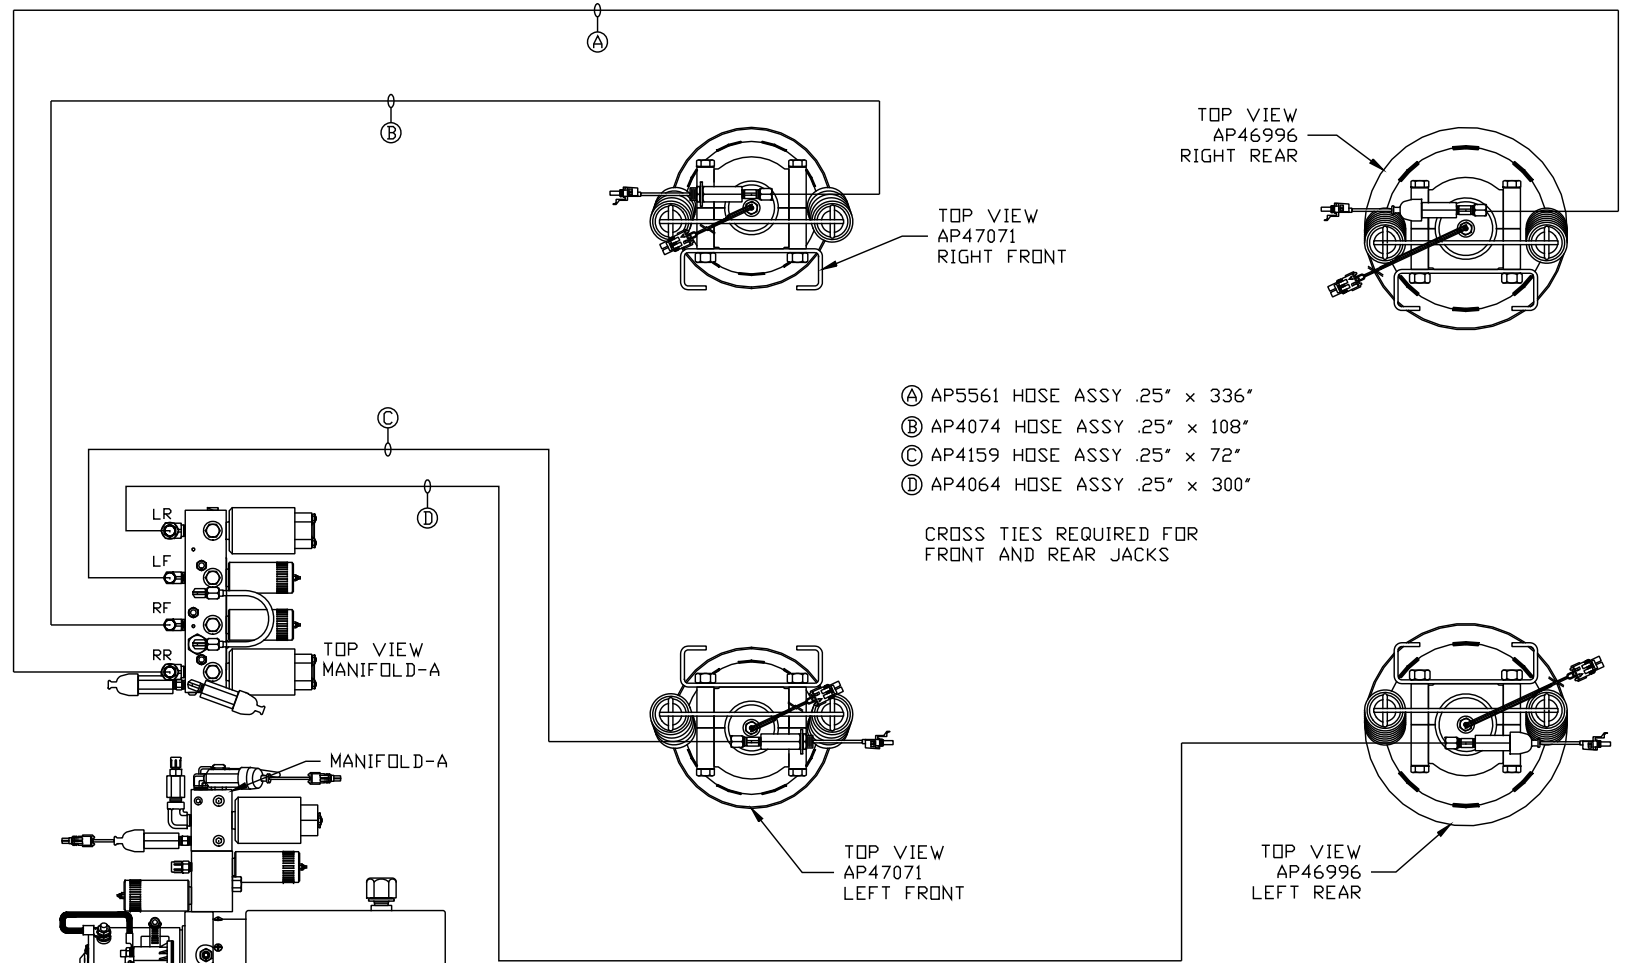 A
B
TOP VIEW
AP46996
RIGHT REAR
TOP VIEW
AP47071
RIGHT FRONT
A AP5561 HOSE ASSY .25" x 336"
B AP4074 HOSE ASSY .25" x 108"
C AP4159 HOSE ASSY .25" x 72"
D AP4064 HOSE ASSY .25" x 300"
C
D
CROSS TIES REQUIRED FOR
FRONT AND REAR JACKS
LR
LF
RF
RR
TOP VIEW
MANIFOLD-A
MANIFOLD-A
TOP VIEW
AP47071
LEFT FRONT
TOP VIEW
AP46996
LEFT REAR